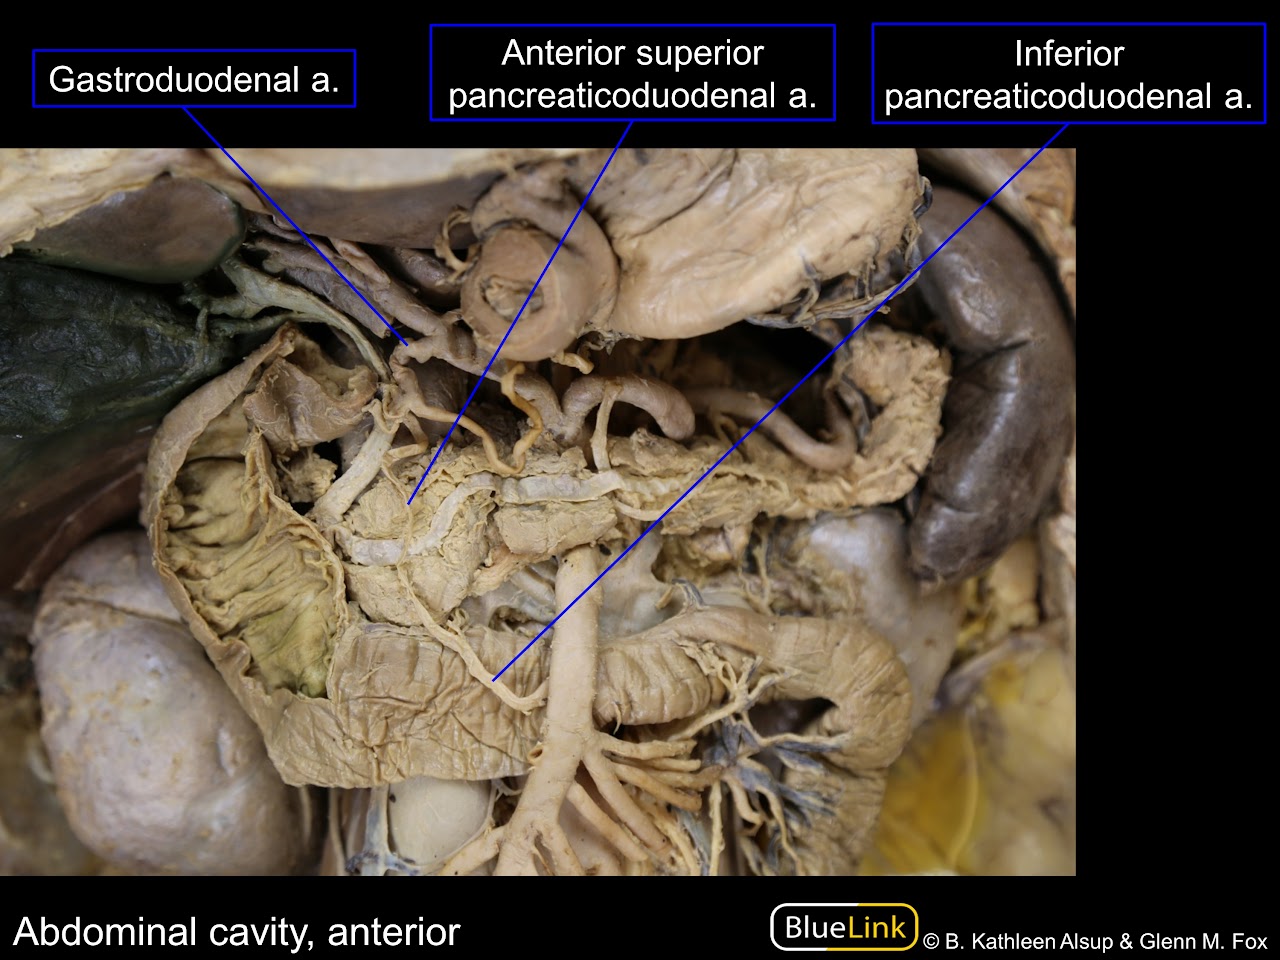 Gastroduodenal a.
Anterior superior
pancreaticoduodenal a.
Inferior
pancreaticoduodenal a.
Abdominal cavity, anterior
BlueLink
© B. Kathleen Alsup & Glenn M. Fox